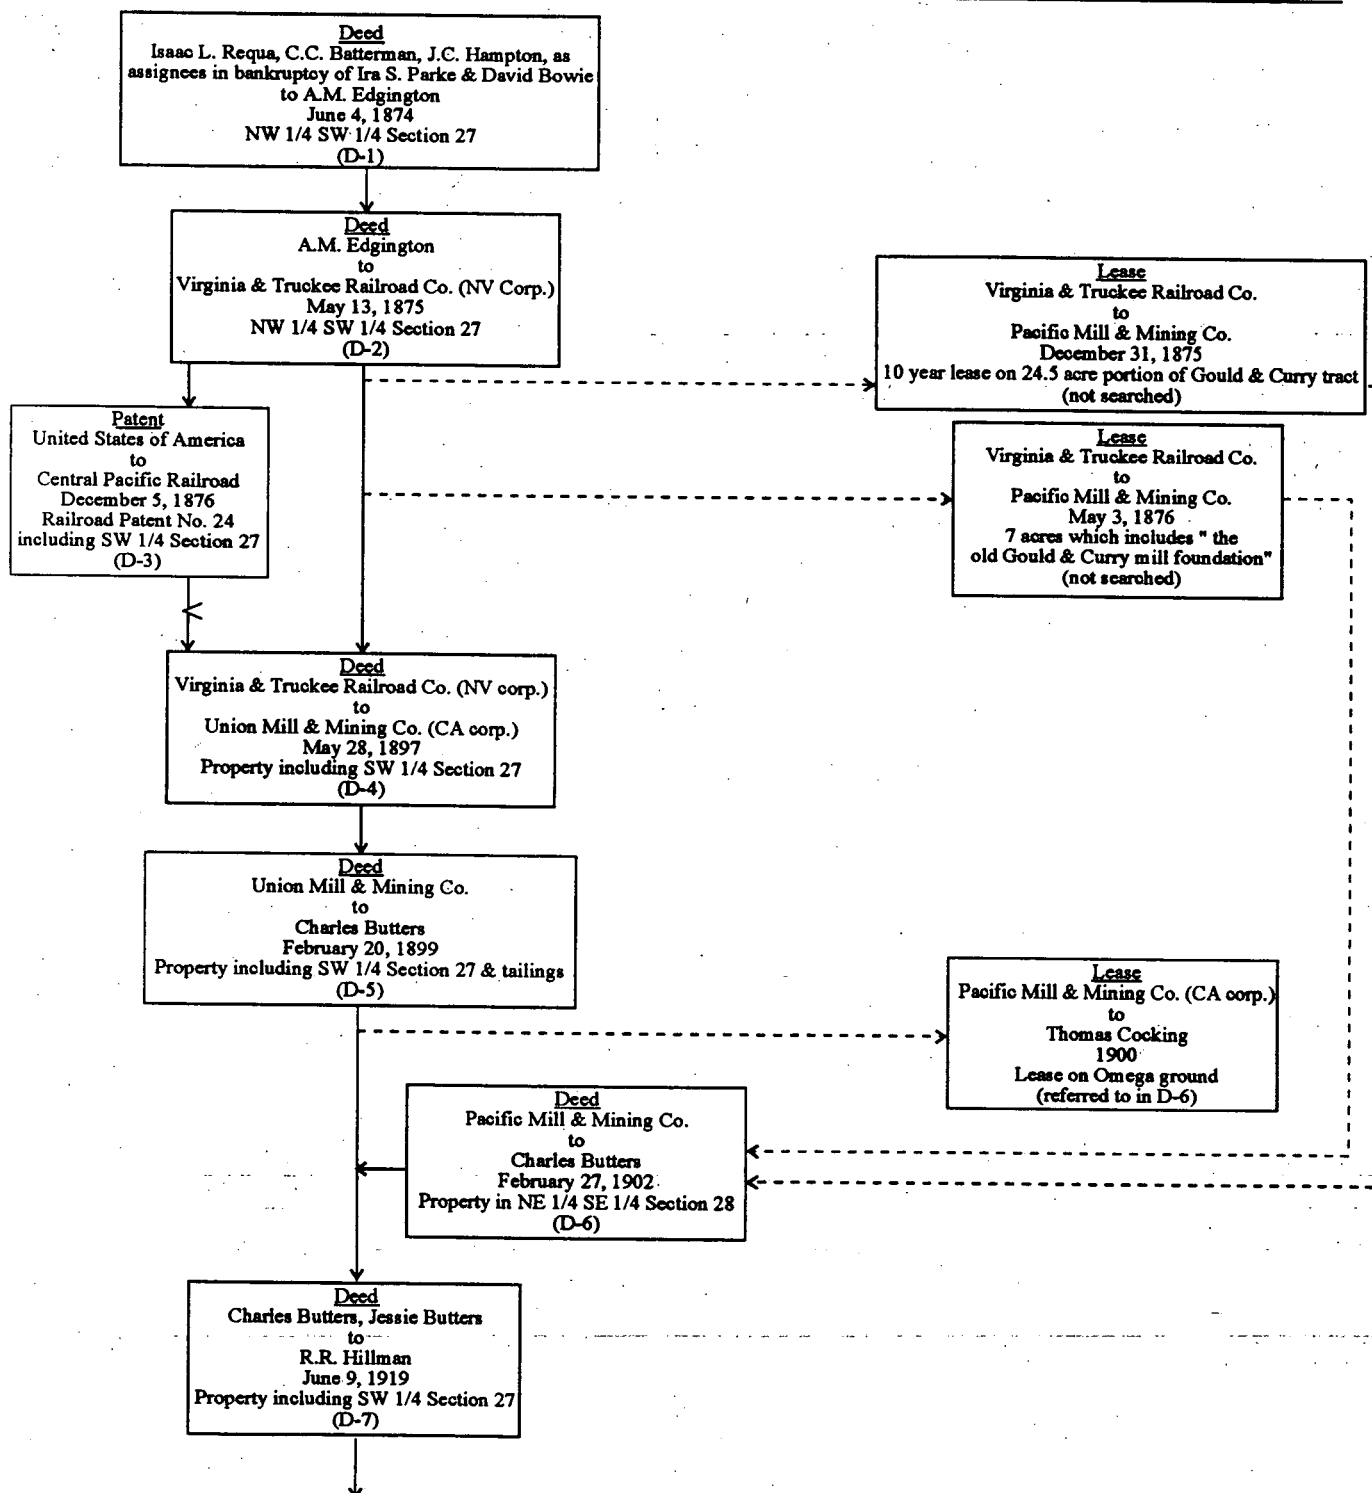 Deed
Isaac L. Requa, C.C. Batterman, J.C. Hampton, as
assignees in bankruptcy of Ira S. Parke & David Bowie
to A.M. Edgington
June 4, 1874
NW 1/4 SW 1/4 Section 27
(D-1)
Deed
A.M. Edgington
to
Virginia & Truckee Railroad Co. (NV Corp.)
May 13, 1875
NW 1/4 SW 1/4 Section 27
(D-2)
Lease
Virginia & Truckee Railroad Co.
to
Pacific Mill & Mining Co.
December 31, 1875
10 year lease on 24.5 acre portion of Gould & Curry tract
(not searched)
Patent
United States of America
to
Central Pacific Railroad
December 5, 1876
Railroad Patent No. 24
including SW 1/4 Section 27
(D-3)
Lease
Virginia & Truckee Railroad Co.
to
Pacific Mill & Mining Co.
May 3, 1876
7 acres which includes " the
old Gould & Curry mill foundation"
(not searched)
Deed
Virginia & Truckee Railroad Co. (NV corp.)
to
Union Mill & Mining Co. (CA corp.)
May 28, 1897
Property including SW 1/4 Section 27
(D-4)
Deed
Union Mill & Mining Co.
to
Charles Butters
February 20, 1899
Property including SW 1/4 Section 27 & tailings
(D-5)
Lease
Pacific Mill & Mining Co. (CA corp.)
to
Thomas Cocking
1900
Lease on Omega ground
(referred to in D-6)
Deed
Pacific Mill & Mining Co.
to
Charles Butters
February 27, 1902
Property in NE 1/4 SE 1/4 Section 28
(D-6)
Deed
Charles Butters, Jessie Butters
to
R.R. Hillman
June 9, 1919
Property including SW 1/4 Section 27
(D-7)